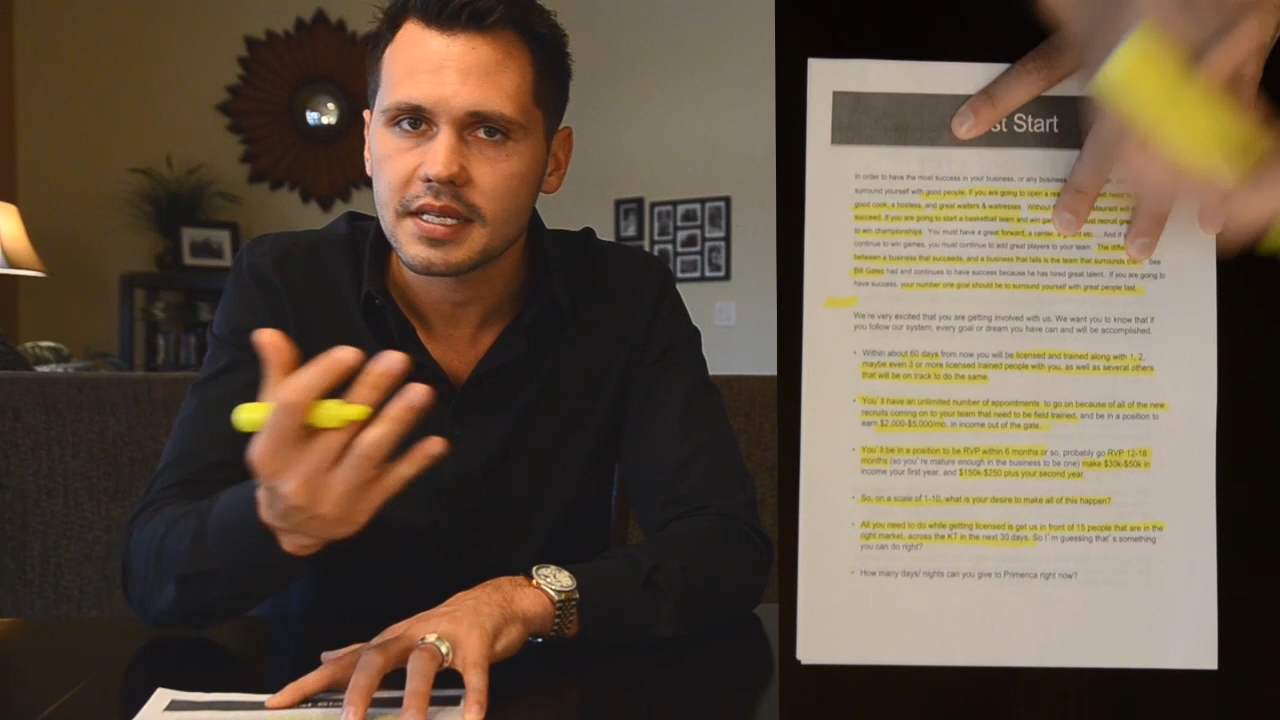 st Start
In order to have the most success in your business, or any business
surround yourself with good people. If you are going to open a
good cook, a hostess, and great waiters & waitresses. Without
succeed. If you are going to start a basketball team and win
to win championships. You must have a great forward, a center, a
continue to win games, you must continue to add great players to your team. The
between a business that succeeds, and a business that fails is the team that surrounds See
Bill Gates had and continues to have success because he has hired great talent. If you are going to
have success, your number one goal should be to surround yourself with great people fast.
We're very excited that you are getting involved with us. We want you to know that if
you follow our system, every goal or dream you have can and will be accomplished.
• Within about 60 days from now you will be licensed and trained along with 1, 2,
maybe even 3 or more licensed trained people with you, as well as several others
that will be on track to do the same.
• You'll have an unlimited number of appointments to go on because of all of the new
recruits coming on to your team that need to be field trained, and be in a position to
earn $2,000-$5,000/mo. in income out of the gate.
• You'll be in a position to be RVP within 6 months or so, probably go RVP 12-18
months (so you're mature enough in the business to be one) make $30k-$50k in
income your first year, and $150k-$250 plus your second year.
• So, on a scale of 1-10, what is your desire to make all of this happen?
• All you need to do while getting licensed is get us in front of 15 people that are in the
right market, across the KT in the next 30 days. So I'm guessing that's something
you can do right?
• How many days/ nights can you give to Primerica right now?